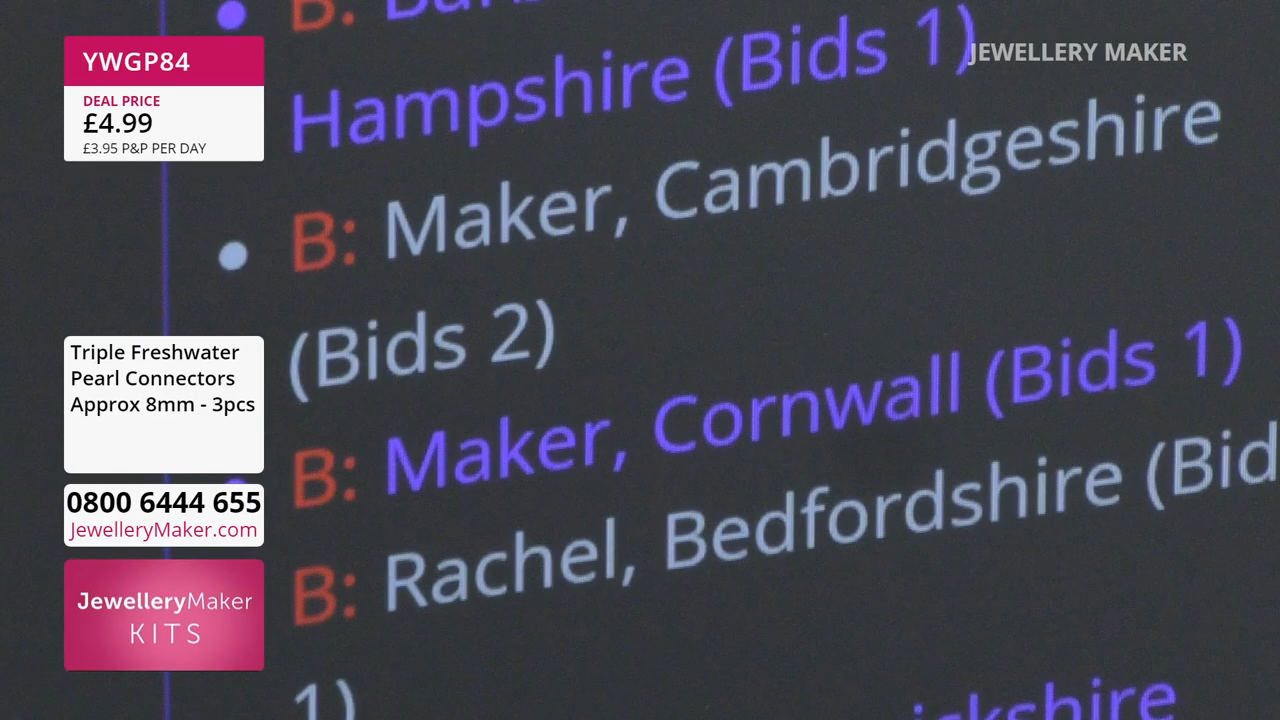 YWGP84
DEAL PRICE
£4.99
£3.95 P&P PER DAY
Triple Freshwater
Pearl Connectors
Approx 8mm - 3pcs
0800 6444 655
JewelleryMaker.com
JewelleryMaker
KITS
JEWELLERY MAKER
B:
Hampshire (Bids 1)
B: Maker, Cambridgeshire
(Bids 2)
B: Maker, Cornwall (Bids 1)
B: Rachel, Bedfordshire (Bid
1)